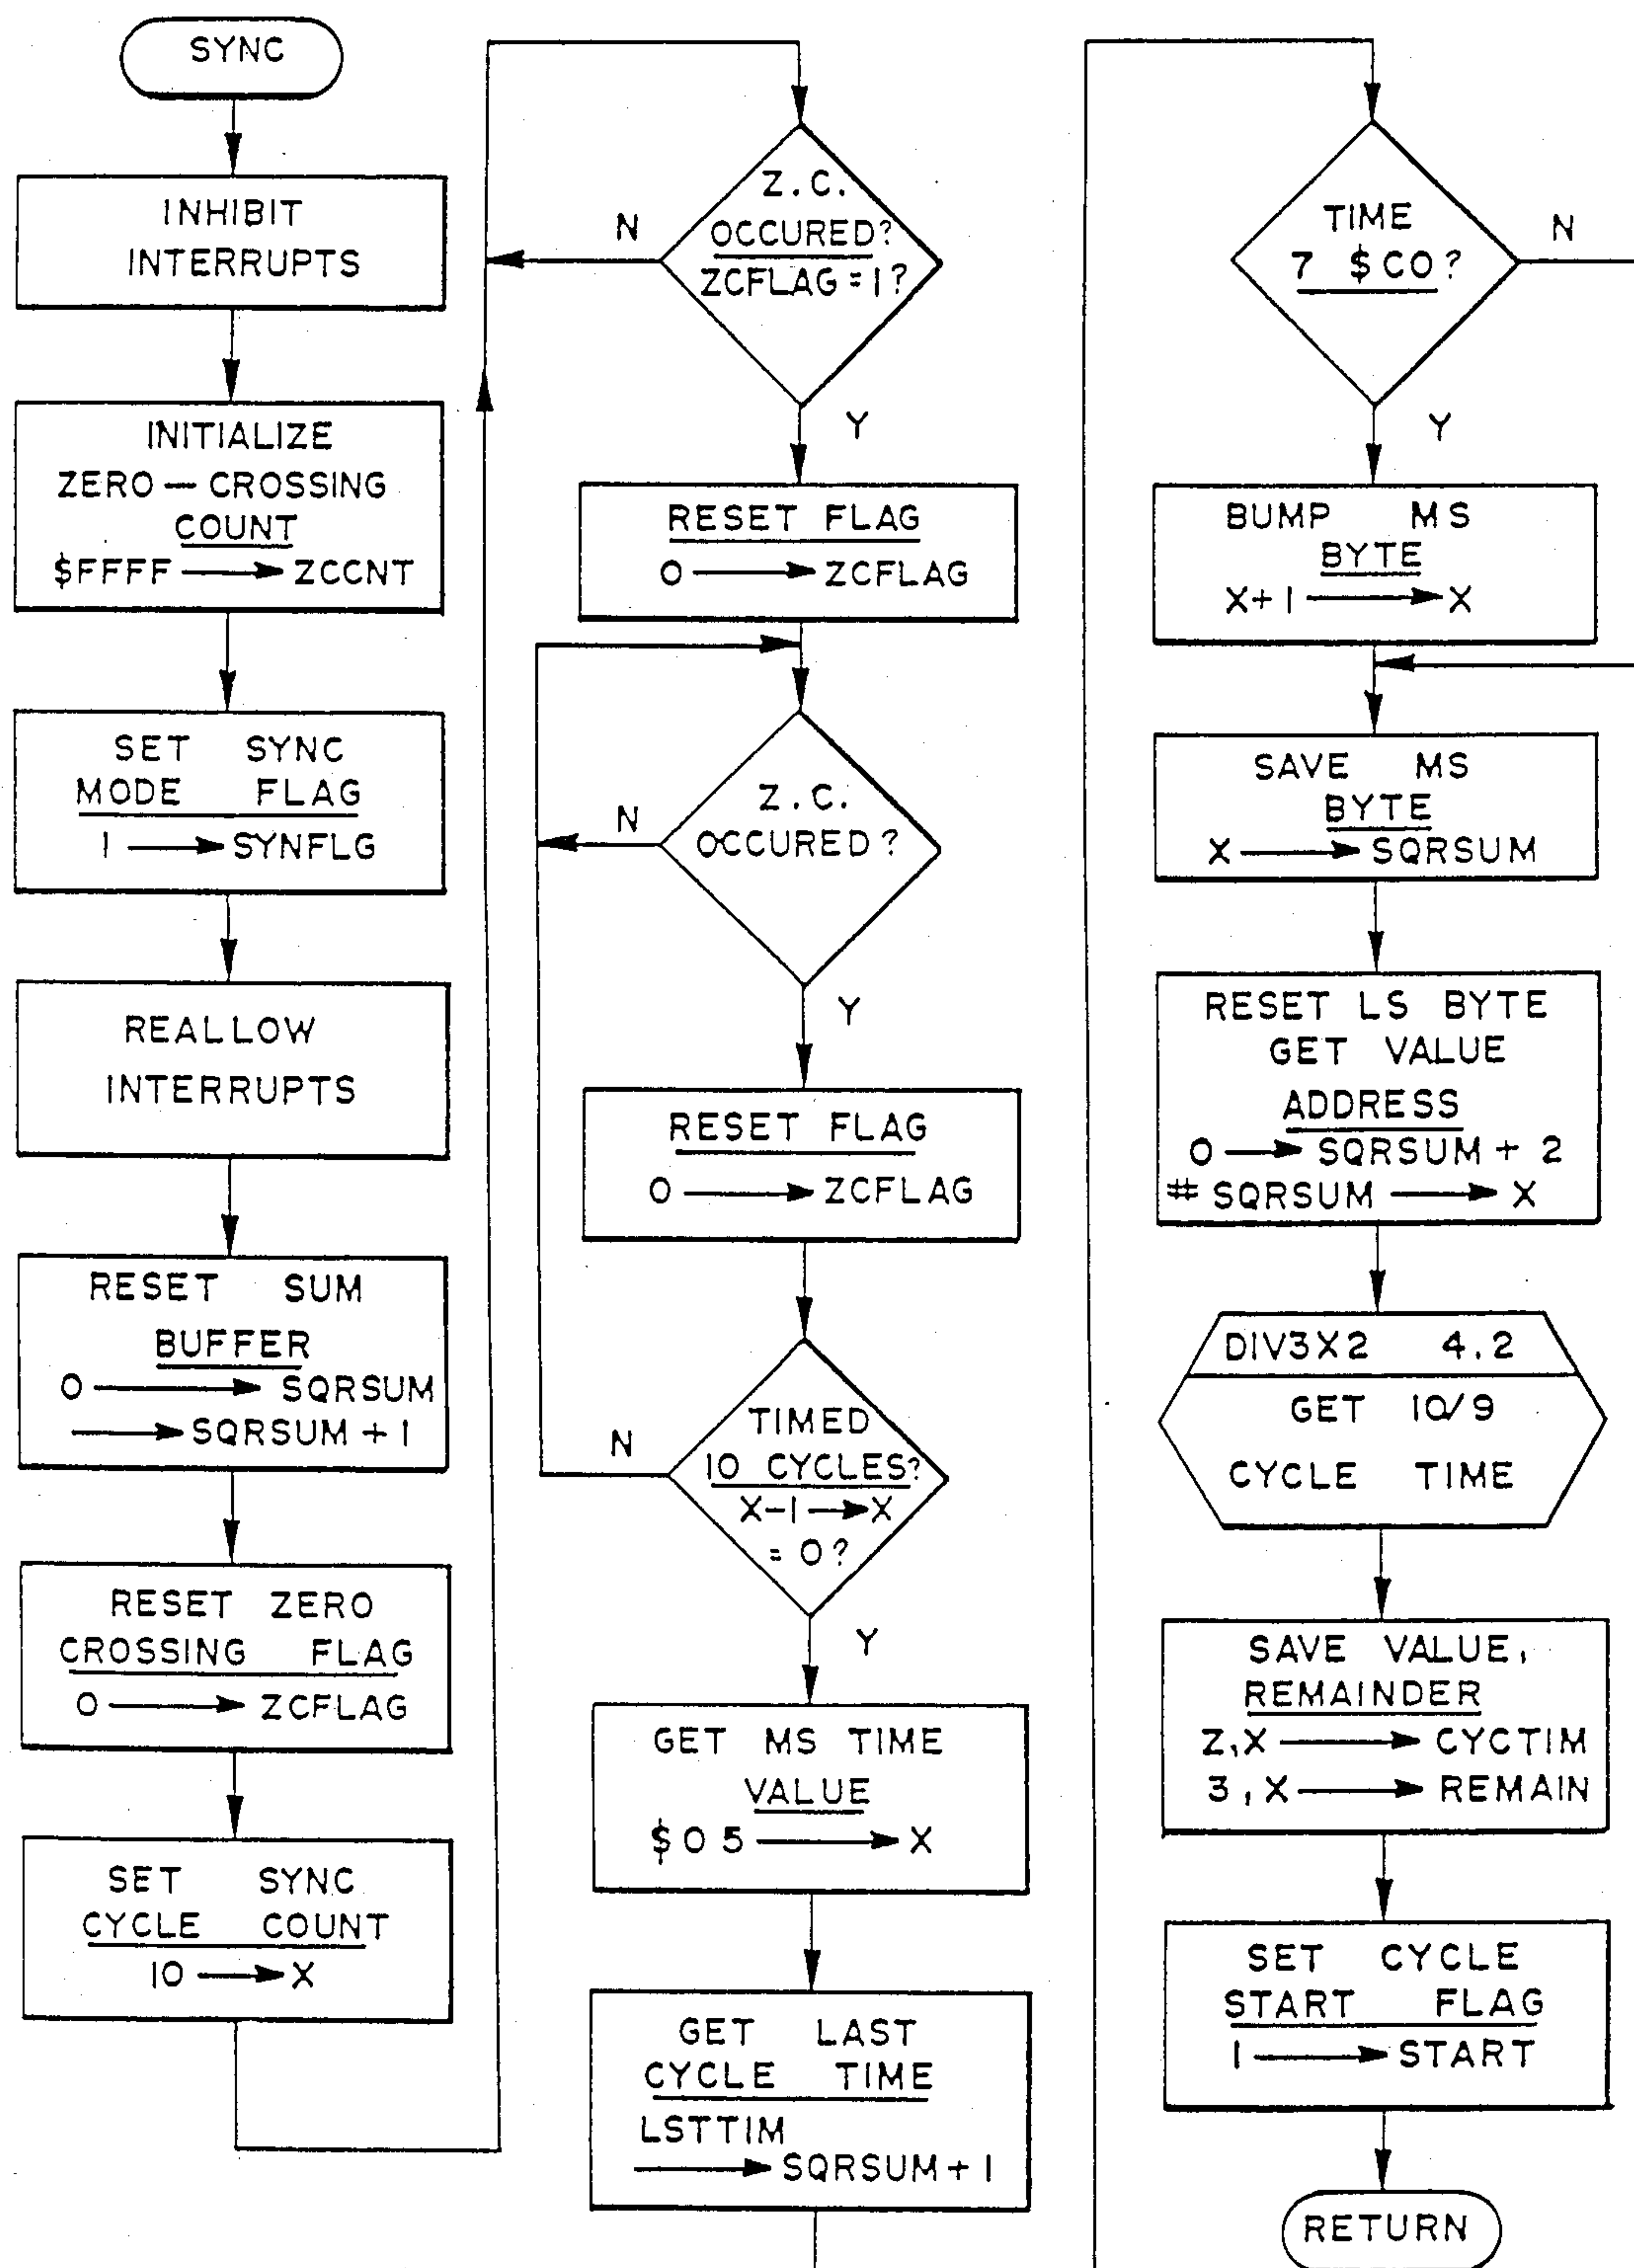 SYNC
INHIBIT
INTERRUPTS
INITIALIZE
ZERO — CROSSING
COUNT
$FFFF → ZCCNT
SET SYNC
MODE FLAG
1 → SYNFLG
REALLOW
INTERRUPTS
RESET SUM
BUFFER
0 → SQRSUM
→ SQRSUM + 1
RESET ZERO
CROSSING FLAG
0 → ZCFLAG
SET SYNC
CYCLE COUNT
10 → X
Z.C.
OCCURED?
ZCFLAG = 1?
N
Y
RESET FLAG
0 → ZCFLAG
Z.C.
OCCURED?
N
Y
RESET FLAG
0 → ZCFLAG
TIMED
10 CYCLES?
X-1 → X
= 0?
N
Y
GET MS TIME
VALUE
$05 → X
GET LAST
CYCLE TIME
LSTTIM
→ SQRSUM + 1
TIME
7 $CO?
N
Y
BUMP MS
BYTE
X+1 → X
SAVE MS
BYTE
X → SQRSUM
RESET LS BYTE
GET VALUE
ADDRESS
0 → SQRSUM + 2
# SQRSUM → X
DIV3X2 4.2
GET 10/9
CYCLE TIME
SAVE VALUE,
REMAINDER
2,X → CYCTIM
3,X → REMAIN
SET CYCLE
START FLAG
1 → START
RETURN